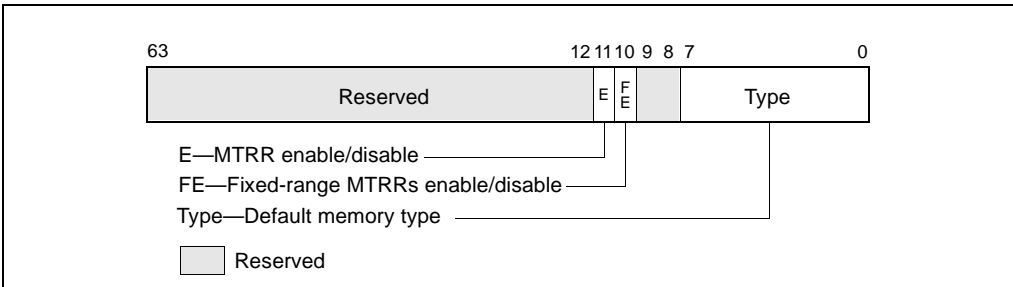 63 12 11 10 9 8 7 0
Reserved E F E Type
E—MTRR enable/disable
FE—Fixed-range MTRRs enable/disable
Type—Default memory type
Reserved